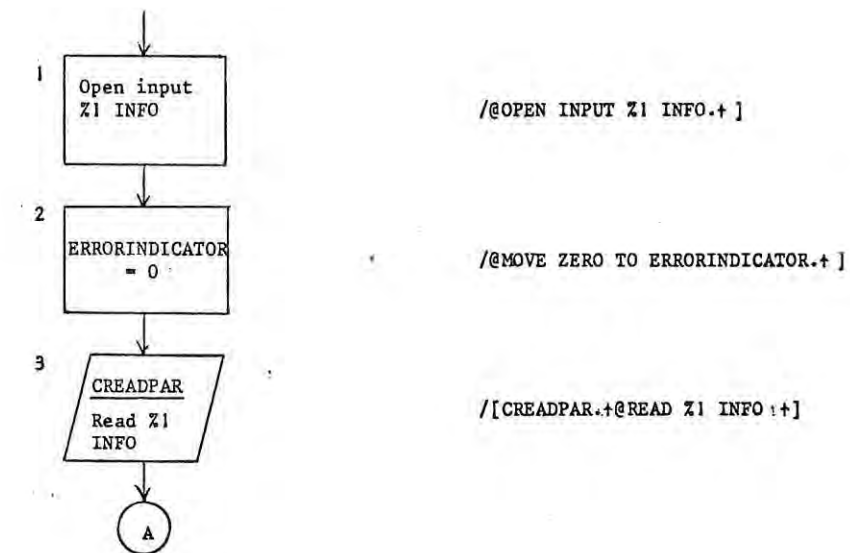 1
Open input
%1 INFO
/@OPEN INPUT %1 INFO.+ ]
2
ERRORINDICATOR
= 0
/@MOVE ZERO TO ERRORINDICATOR.+ ]
3
CREADPAR
Read %1
INFO
/[CREADPAR.+@READ %1 INFO.+]
A